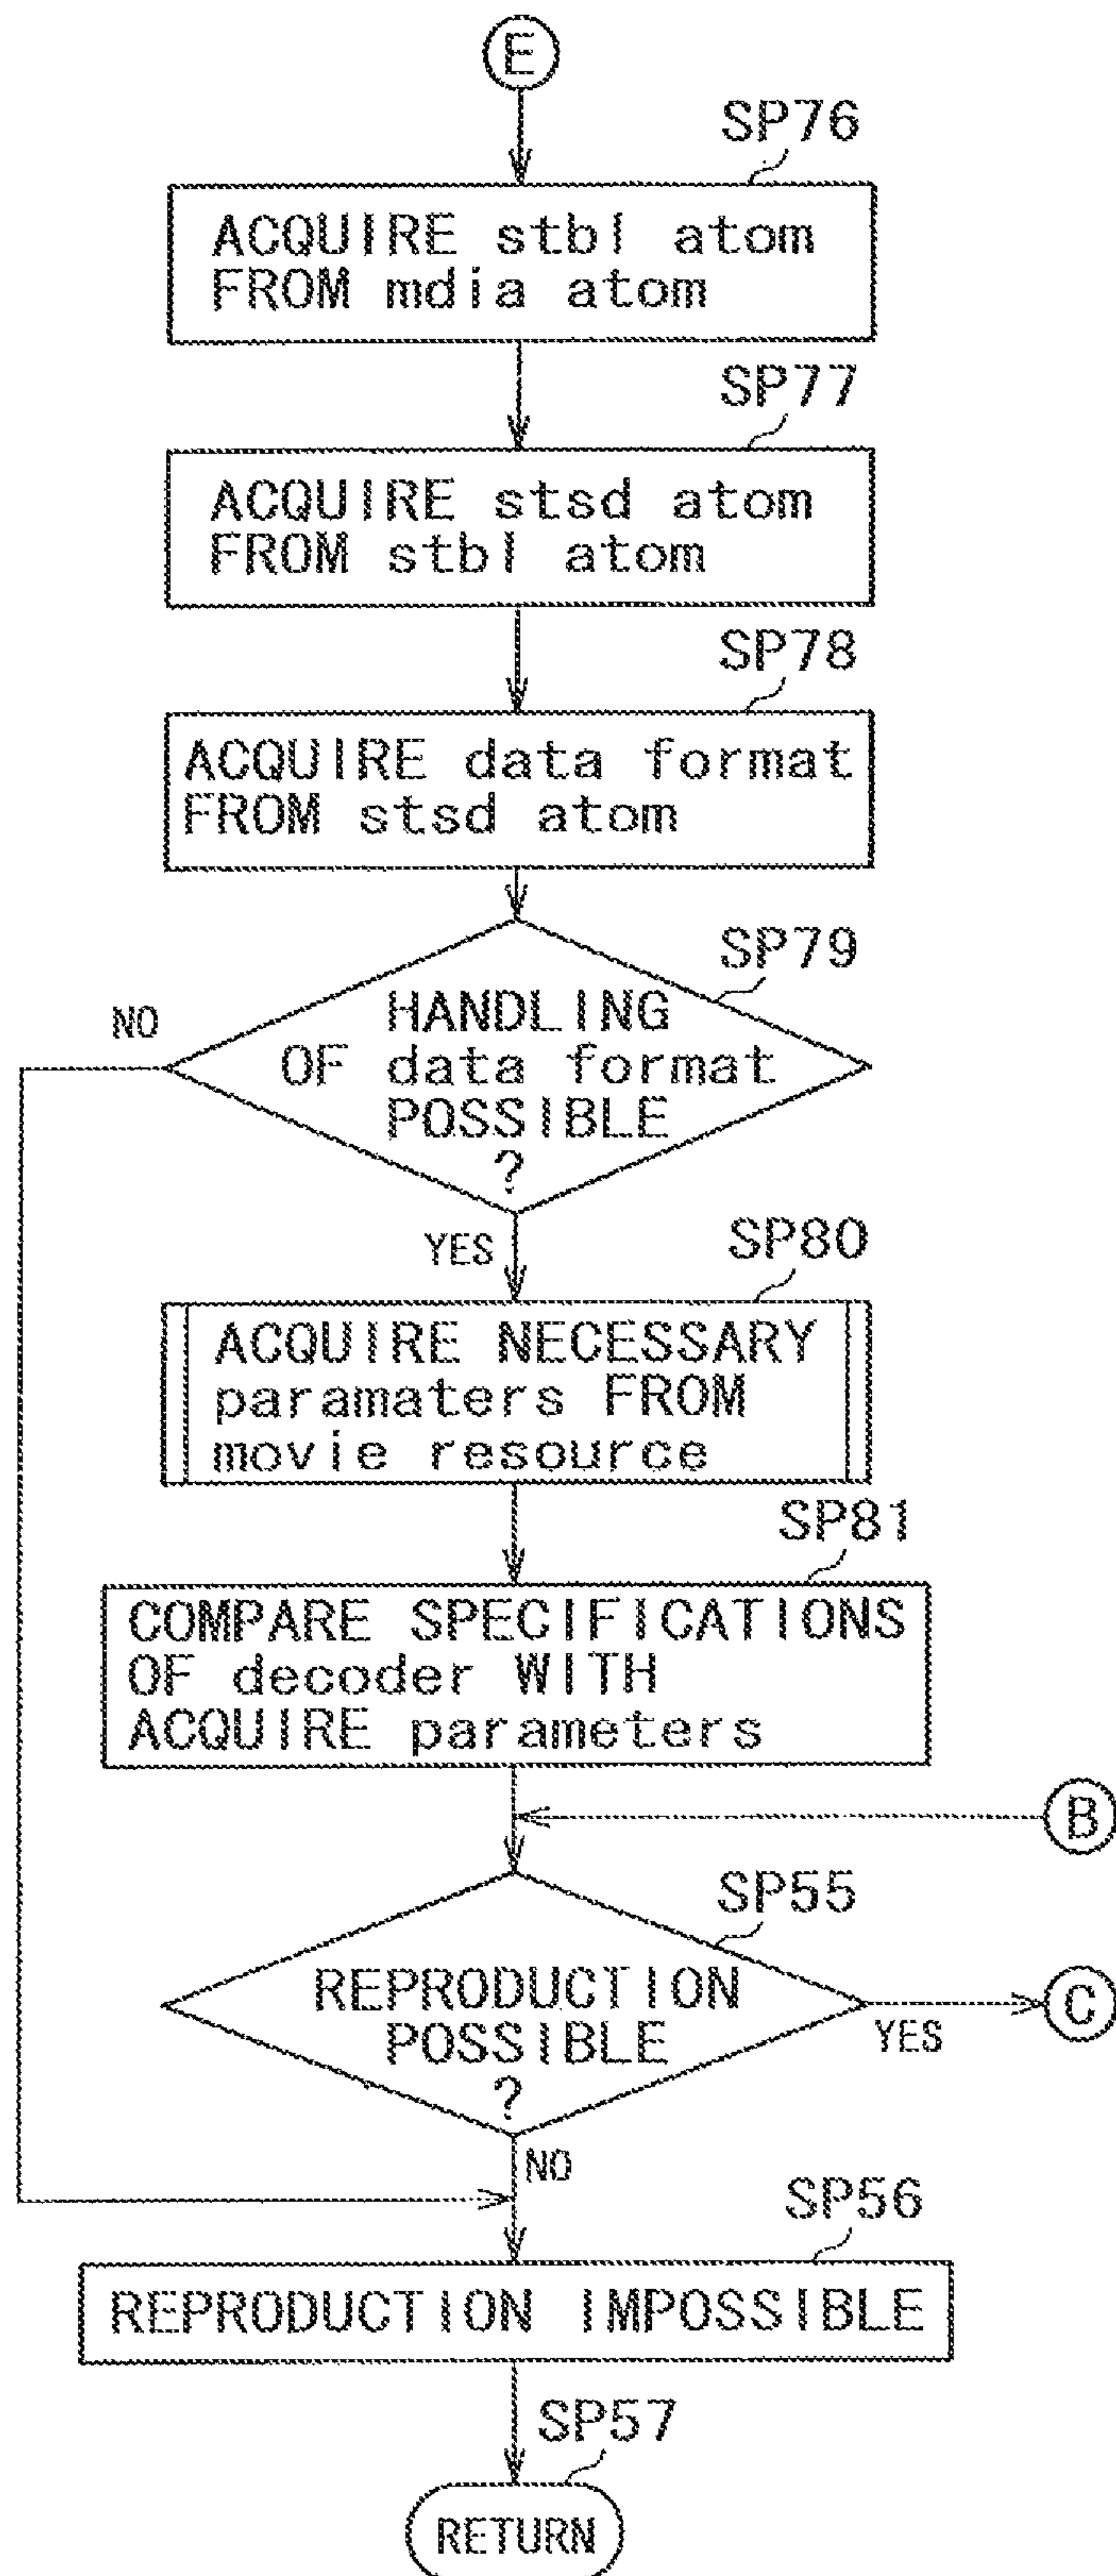 E
SP76
ACQUIRE stbl atom
FROM mdia atom
SP77
ACQUIRE stsd atom
FROM stbl atom
SP78
ACQUIRE data format
FROM stsd atom
SP79
NO
HANDLING
OF data format
POSSIBLE
?
YES
SP80
ACQUIRE NECESSARY
paramaters FROM
movie resource
SP81
COMPARE SPECIFICATIONS
OF decoder WITH
ACQUIRE parameters
B
SP55
REPRODUCTION
POSSIBLE
?
YES
C
NO
SP56
REPRODUCTION IMPOSSIBLE
SP57
RETURN